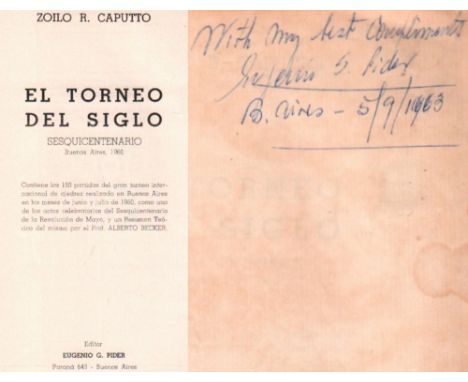 ZOILO R. CAPUTTO
EL TORNEO
DEL SIGLO
SESQUICENTENARIO
Buenos Aires, 1960
Contiene las 190 partidas del gran torneo inter-
nacional de ajedrez realizado en Buenos Aires
en los meses de junio y julio de 1960, como uno
de los actos celebratorios del Sesquicentenario
de la Revolución de Mayo, y un Resumen Teó-
rico del mismo por el Prof. ALBERTO BECKER.
Editor
EUGENIO G. PIDER
Paraná 641 - Buenos Aires
With my best Compliments
Eugenio G. Pider
B. Aires - 5/9/1963